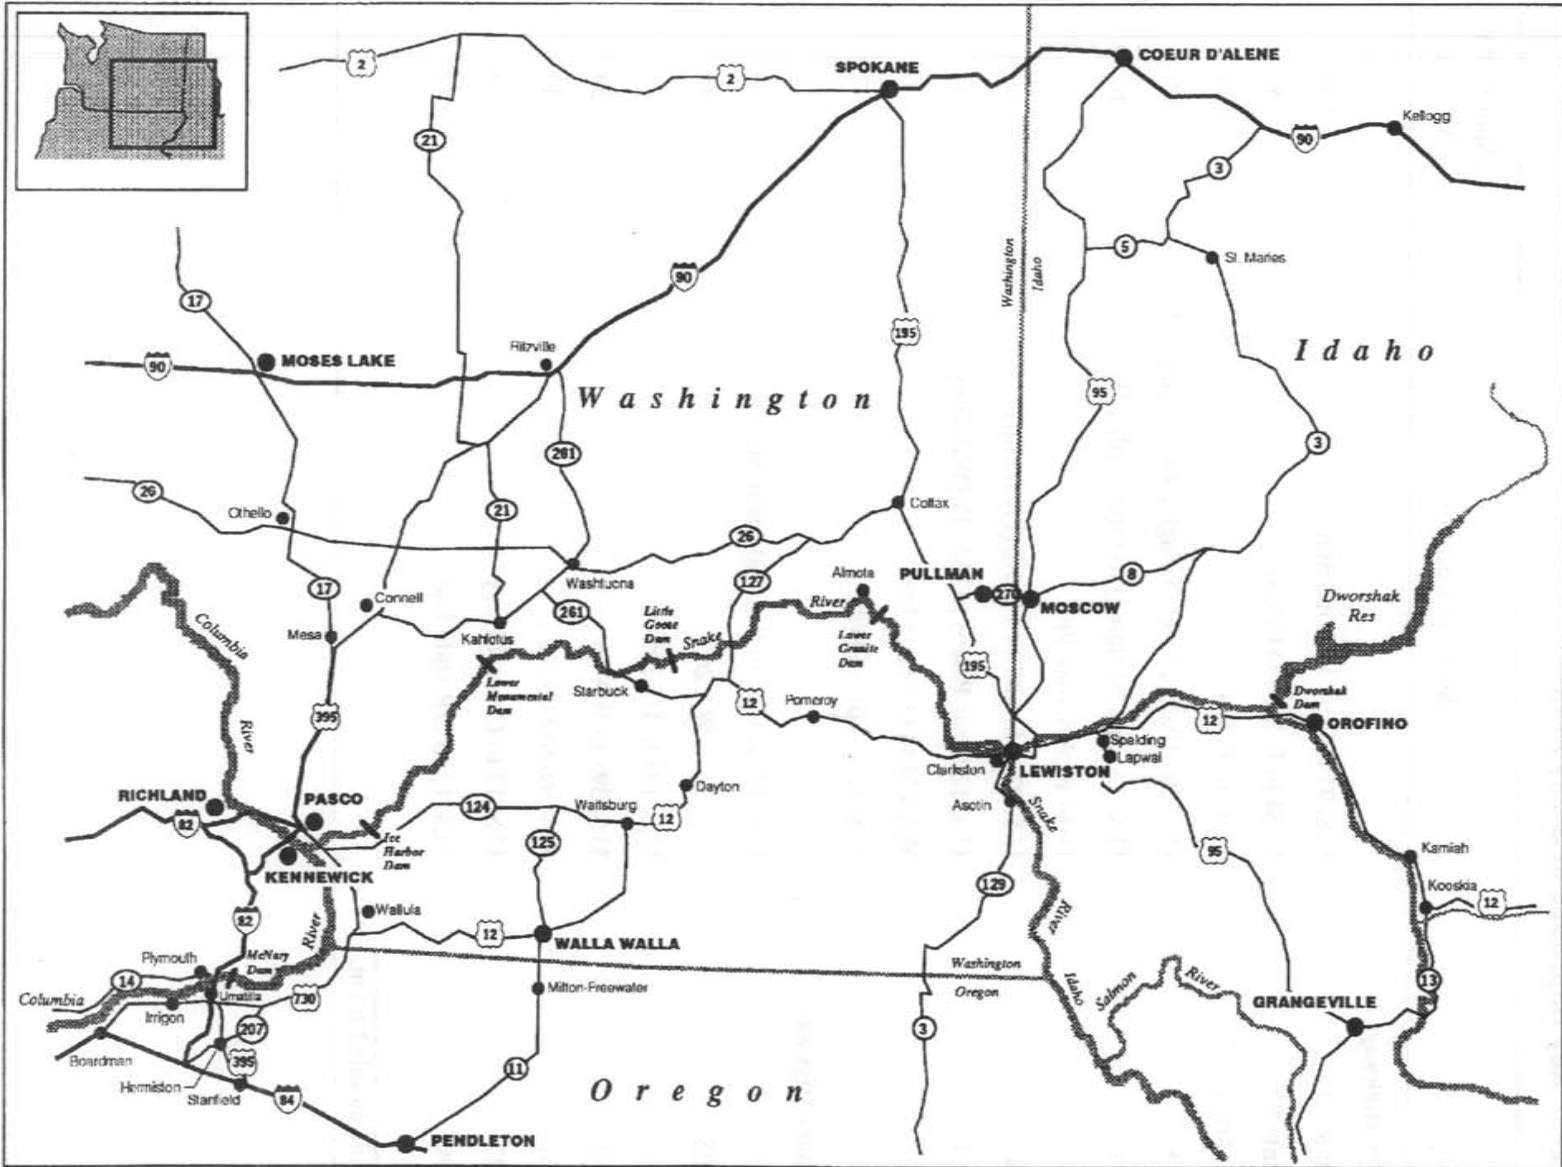 2
2
SPOKANE
COEUR D'ALENE
21
Kellogg
90
3
Washington
Idaho
5
St. Maries
90
17
195
Ritzville
MOSES LAKE
90
Washington
Idaho
95
3
261
26
Othello
21
Colfax
26
Washtucna
127
Almota
PULLMAN
270
MOSCOW
8
17
Connell
Mesa
261
Kahlotus
Little
Goose
Dam
Snake
River
Lower
Granite
Dam
Dworshak
Res
Columbia
River
Lower
Monumental
Dam
Starbuck
12
Pomeroy
195
395
Dworshak
Dam
12
OROFINO
Spalding
Lapwai
Clarkston
LEWISTON
Asotin
Snake
River
Dayton
RICHLAND
PASCO
82
124
Waitsburg
12
125
Ice
Harbor
Dam
KENNEWICK
95
Kamiah
Kooskia
12
129
Wallula
82
River
12
WALLA WALLA
Plymouth
McNary
Dam
14
Washington
Oregon
Idaho
Salmon
River
13
Columbia
Umatilla
730
Milton-Freewater
Irrigon
207
GRANGEVILLE
3
Boardman
395
Hermiston
Stanfield
84
11
Oregon
PENDLETON